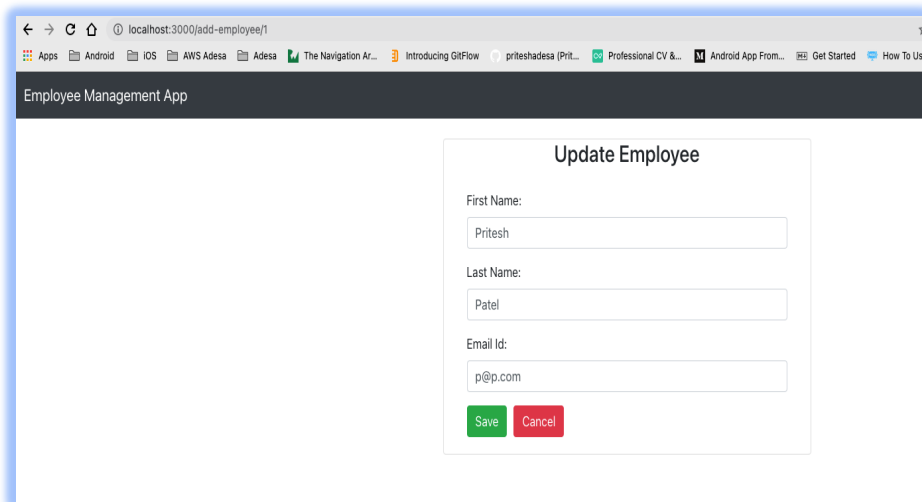 localhost:3000/add-employee/1
Apps Android iOS AWS Adesa Adesa The Navigation Ar... Introducing GitFlow priteshadesa (Prit... Professional CV &... Android App From... Get Started How To Us
Employee Management App
Update Employee
First Name:
Pritesh
Last Name:
Patel
Email Id:
p@p.com
Save Cancel